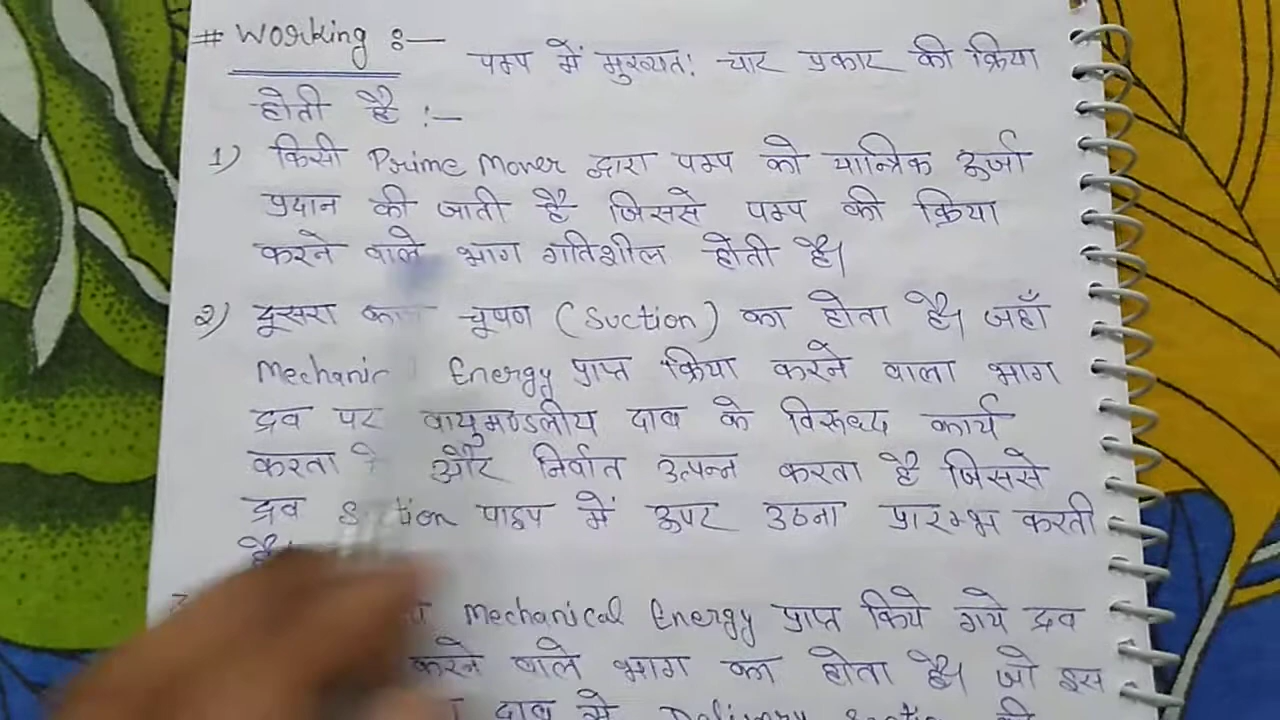 # Working :— पम्प में मुख्यतः चार प्रकार की क्रिया
होती है :—
1) किसी Prime Mover द्वारा पम्प को यान्त्रिक ऊर्जा
प्रदान की जाती है जिससे पम्प की क्रिया
करने वाले भाग गतिशील होती है।
2) दूसरा चूषण (Suction) का होता है। जहाँ
Energy प्राप्त क्रिया करने वाला भाग
द्रव पर वायुमण्डलीय दाब के विरूध्द कार्य
करता और निर्वात उत्पन्न करता है जिससे
द्रव पाइप में ऊपर उठना प्रारम्भ करती
है।
Mechanical Energy प्राप्त किये गये द्रव
करने वाले भाग का होता है। जो इस
दाब से Delivery